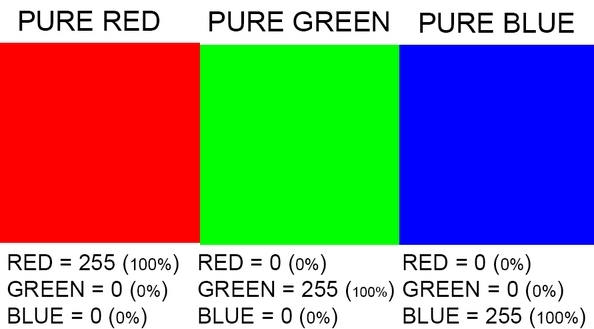 PURE RED
PURE GREEN
PURE BLUE
RED = 255 (100%)
GREEN = 0 (0%)
BLUE = 0 (0%)
RED = 0 (0%)
GREEN = 255 (100%)
BLUE = 0 (0%)
RED = 0 (0%)
GREEN = 0 (0%)
BLUE = 255 (100%)